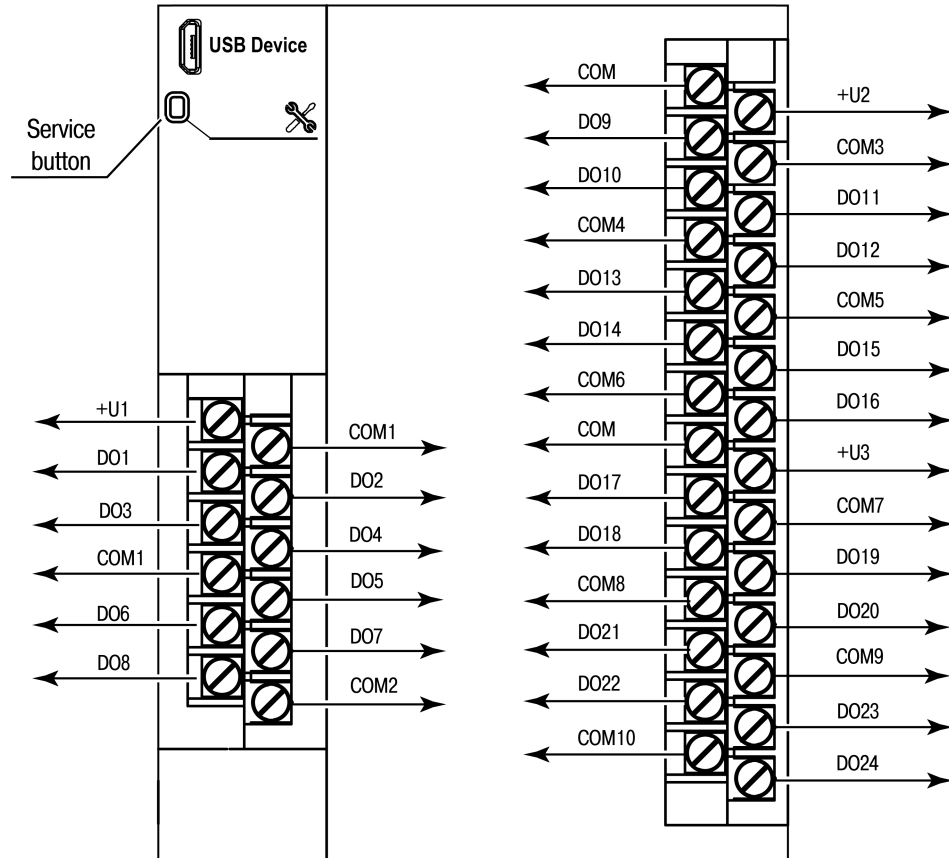 USB Device
Service
button
+U1
COM1
DO1
DO2
DO3
DO4
COM1
DO5
DO6
DO7
DO8
COM2
COM
+U2
DO9
COM3
DO10
DO11
COM4
DO12
DO13
COM5
DO14
DO15
COM6
DO16
COM
+U3
DO17
COM7
DO18
DO19
COM8
DO20
DO21
COM9
DO22
DO23
COM10
DO24